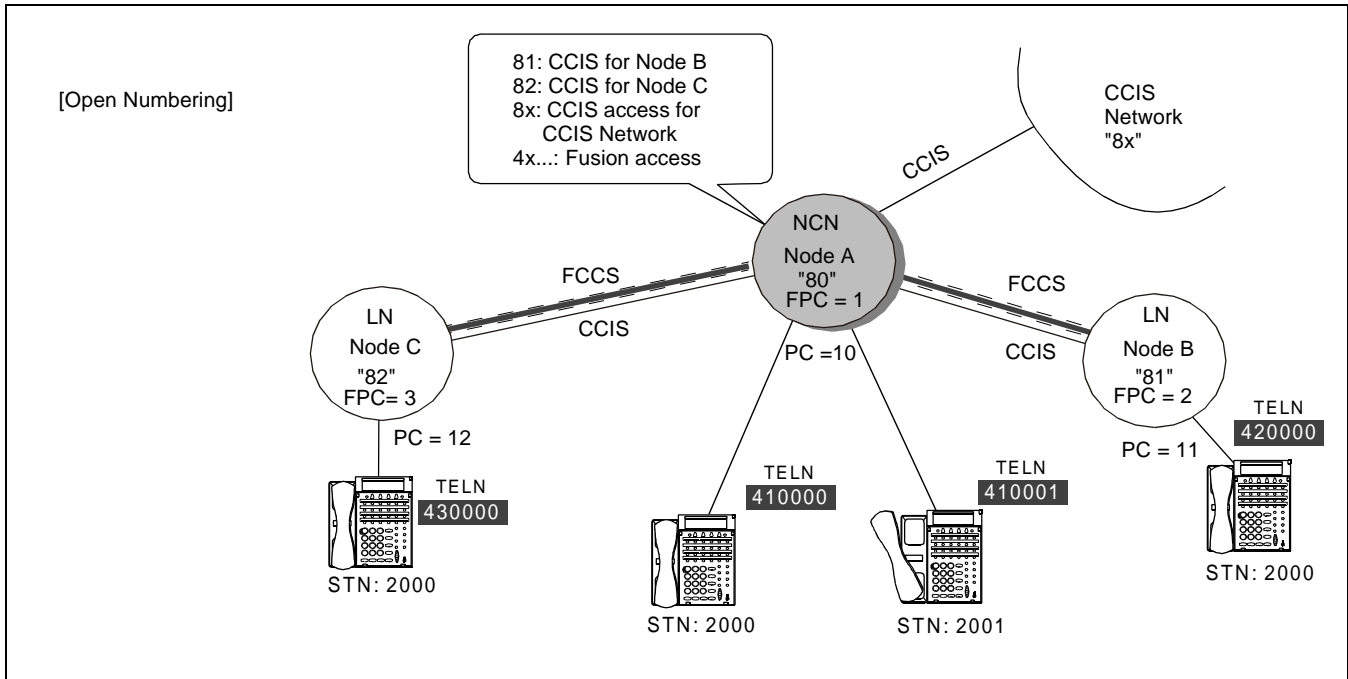 [Open Numbering]
81: CCIS for Node B
82: CCIS for Node C
8x: CCIS access for
CCIS Network
4x...: Fusion access
CCIS
Network
"8x"
CCIS
NCN
Node A
"80"
FPC = 1
FCCS
CCIS
FCCS
CCIS
LN
Node C
"82"
FPC= 3
LN
Node B
"81"
FPC = 2
PC = 12
PC =10
PC = 11
TELN
430000
TELN
410000
TELN
410001
TELN
420000
STN: 2000
STN: 2000
STN: 2001
STN: 2000